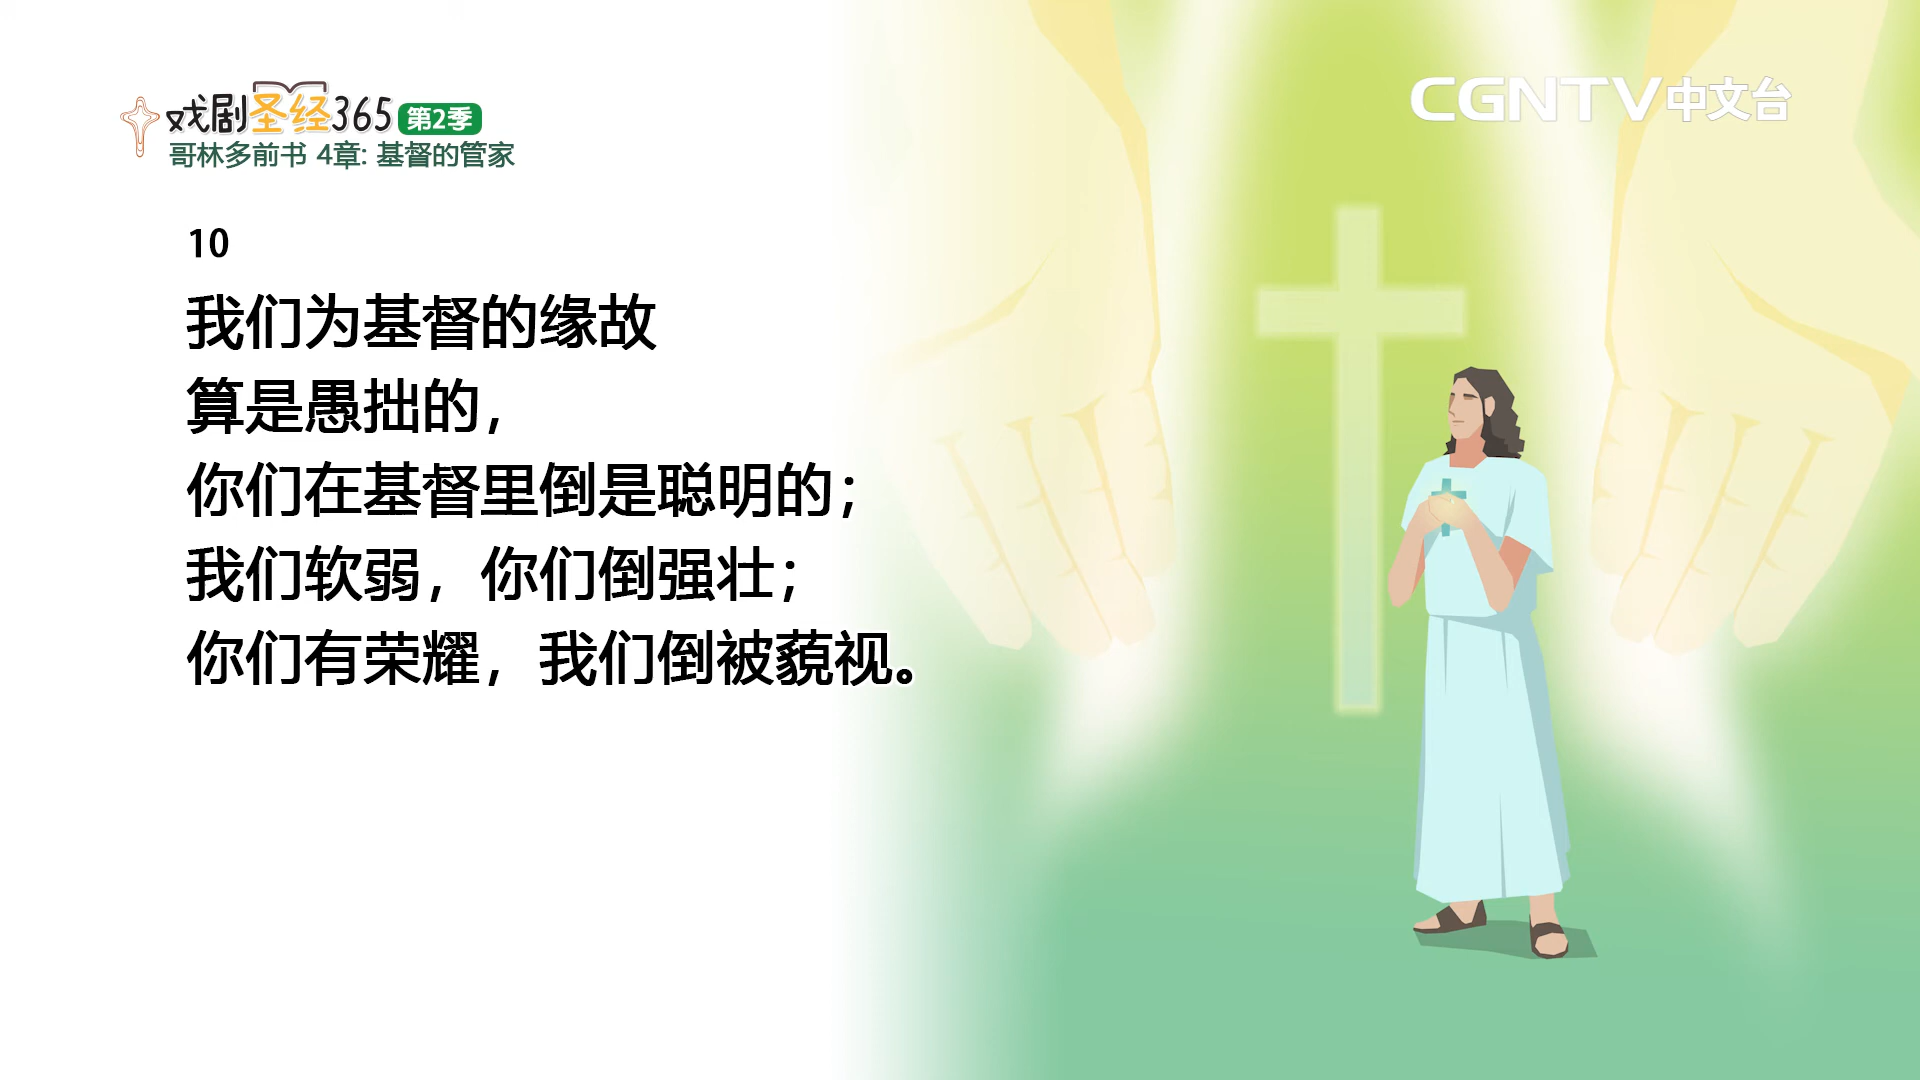 戏剧圣经365 第2季
CGNTV中文台
哥林多前书 4章: 基督的管家
10
我们为基督的缘故
算是愚拙的，
你们在基督里倒是聪明的；
我们软弱，你们倒强壮；
你们有荣耀，我们倒被藐视。